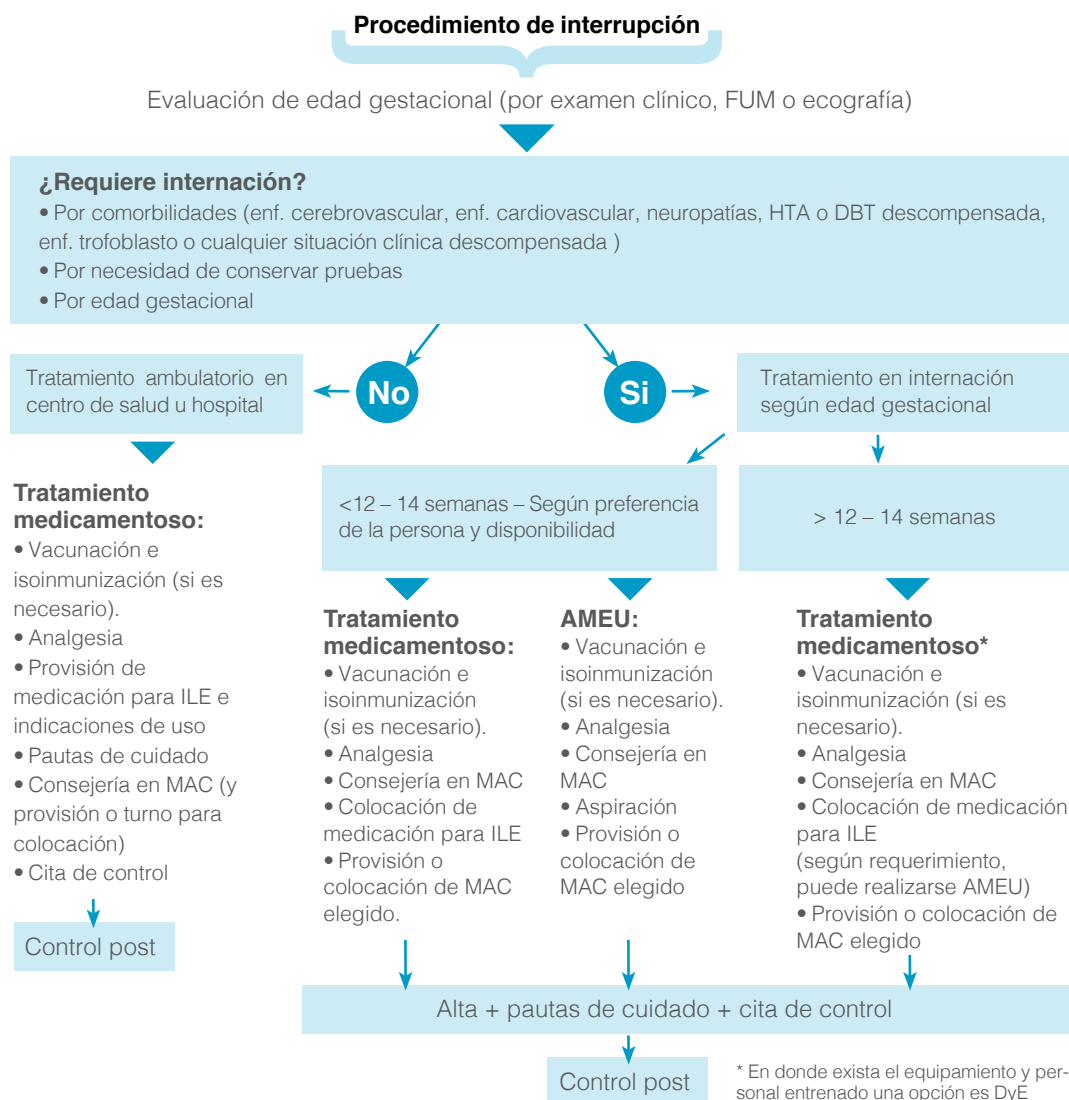 Procedimiento de interrupción
Evaluación de edad gestacional (por examen clínico, FUM o ecografía)
¿Requiere internación?
• Por comorbilidades (enf. cerebrovascular, enf. cardiovascular, neuropatías, HTA o DBT descompensada,
enf. trofoblasto o cualquier situación clínica descompensada )
• Por necesidad de conservar pruebas
• Por edad gestacional
No
Si
Tratamiento ambulatorio en
centro de salud u hospital
Tratamiento en internación
según edad gestacional
Tratamiento
medicamentoso:
• Vacunación e
isoinmunización (si es
necesario).
• Analgesia
• Provisión de
medicación para ILE e
indicaciones de uso
• Pautas de cuidado
• Consejería en MAC (y
provisión o turno para
colocación)
• Cita de control
Control post
<12 – 14 semanas – Según preferencia
de la persona y disponibilidad
> 12 – 14 semanas
Tratamiento
medicamentoso:
• Vacunación e
isoinmunización
(si es necesario).
• Analgesia
• Consejería en MAC
• Colocación de
medicación para ILE
• Provisión o
colocación de MAC
elegido.
AMEU:
• Vacunación e
isoinmunización
(si es necesario).
• Analgesia
• Consejería en
MAC
• Aspiración
• Provisión o
colocación de
MAC elegido
Tratamiento
medicamentoso*
• Vacunación e
isoinmunización (si es
necesario).
• Analgesia
• Consejería en MAC
• Colocación de medicación
para ILE
(según requerimiento,
puede realizarse AMEU)
• Provisión o colocación de
MAC elegido
Alta + pautas de cuidado + cita de control
Control post
* En donde exista el equipamiento y per-
sonal entrenado una opción es DyE